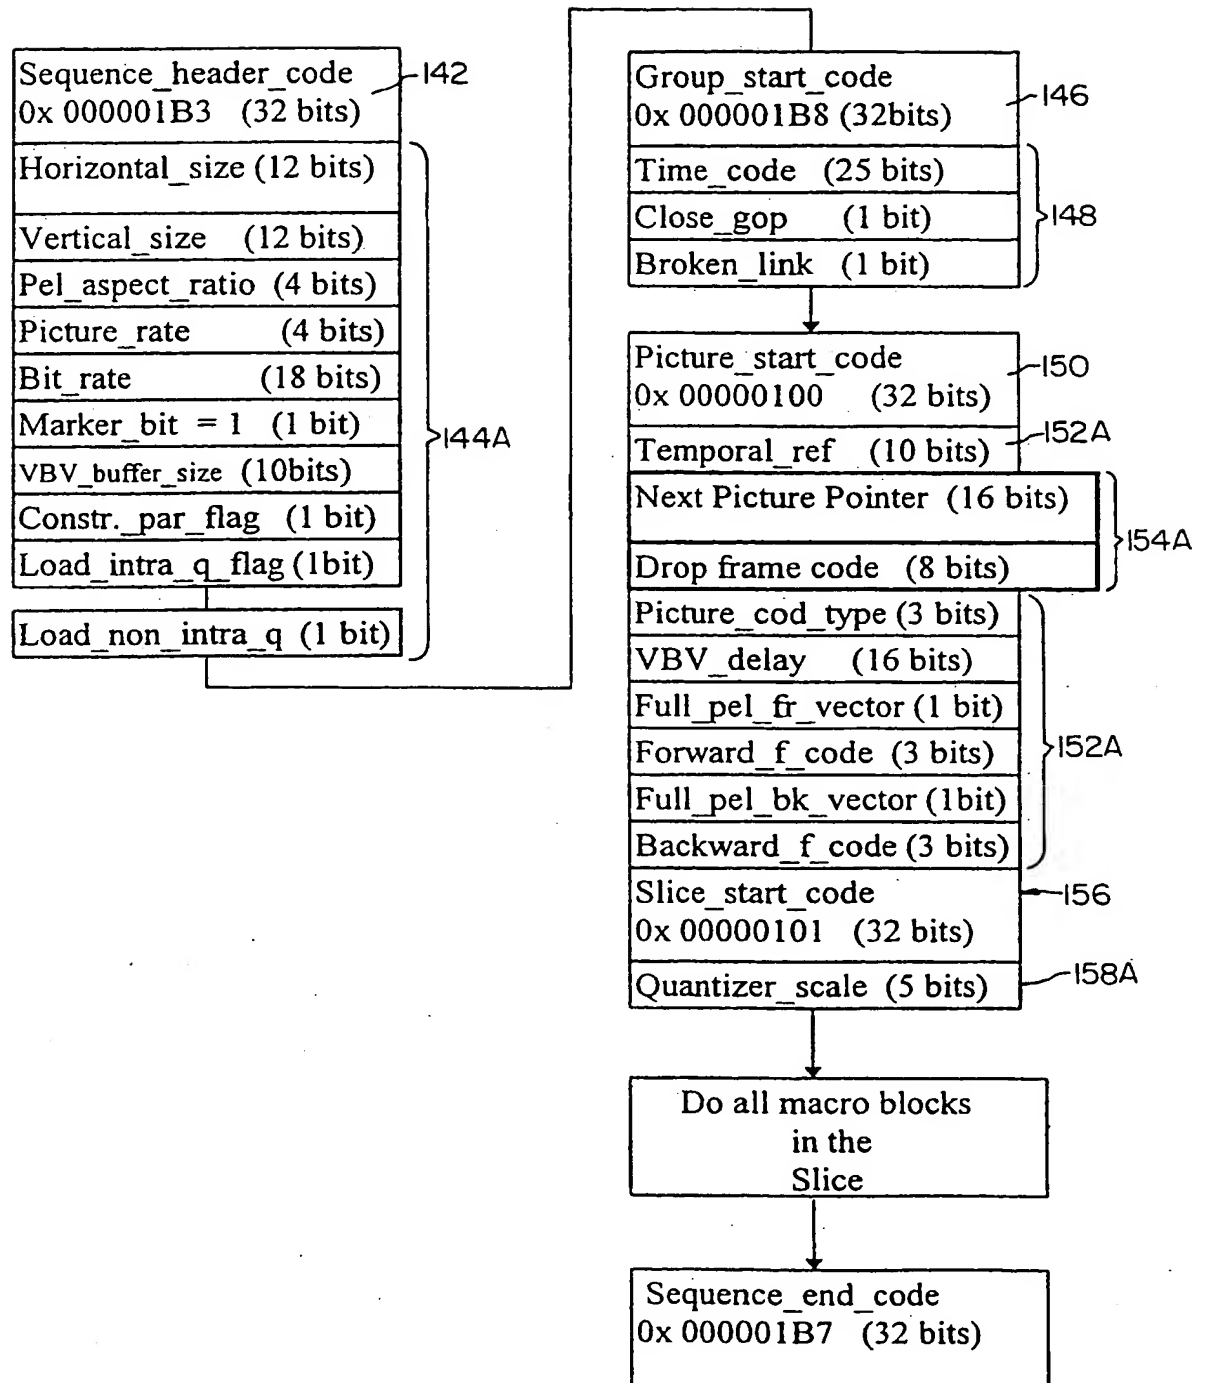 Sequence_header_code
0x 000001B3 (32 bits)
142
Horizontal_size (12 bits)
Vertical_size (12 bits)
Pel_aspect_ratio (4 bits)
Picture_rate (4 bits)
Bit_rate (18 bits)
Marker_bit = 1 (1 bit)
VBV_buffer_size (10bits)
Constr._par_flag (1 bit)
Load_intra_q_flag (1bit)
Load_non_intra_q (1 bit)
144A
Group_start_code
0x 000001B8 (32bits)
146
Time_code (25 bits)
Close_gop (1 bit)
Broken_link (1 bit)
148
Picture_start_code
0x 00000100 (32 bits)
150
Temporal_ref (10 bits)
152A
Next Picture Pointer (16 bits)
Drop frame code (8 bits)
154A
Picture_cod_type (3 bits)
VBV_delay (16 bits)
Full_pel_fr_vector (1 bit)
Forward_f_code (3 bits)
Full_pel_bk_vector (1bit)
Backward_f_code (3 bits)
152A
Slice_start_code
0x 00000101 (32 bits)
156
Quantizer_scale (5 bits)
158A
Do all macro blocks
in the
Slice
Sequence_end_code
0x 000001B7 (32 bits)